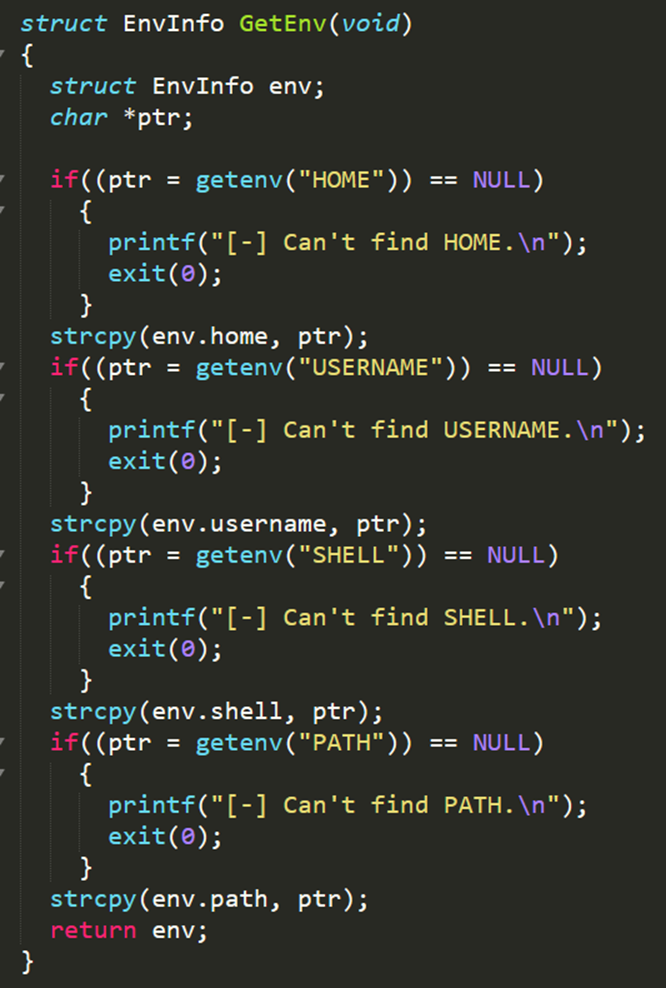 struct EnvInfo GetEnv(void)
{
  struct EnvInfo env;
  char *ptr;

  if((ptr = getenv("HOME")) == NULL)
    {
      printf("[-] Can't find HOME.\n");
      exit(0);
    }
  strcpy(env.home, ptr);
  if((ptr = getenv("USERNAME")) == NULL)
    {
      printf("[-] Can't find USERNAME.\n");
      exit(0);
    }
  strcpy(env.username, ptr);
  if((ptr = getenv("SHELL")) == NULL)
    {
      printf("[-] Can't find SHELL.\n");
      exit(0);
    }
  strcpy(env.shell, ptr);
  if((ptr = getenv("PATH")) == NULL)
    {
      printf("[-] Can't find PATH.\n");
      exit(0);
    }
  strcpy(env.path, ptr);
  return env;
}